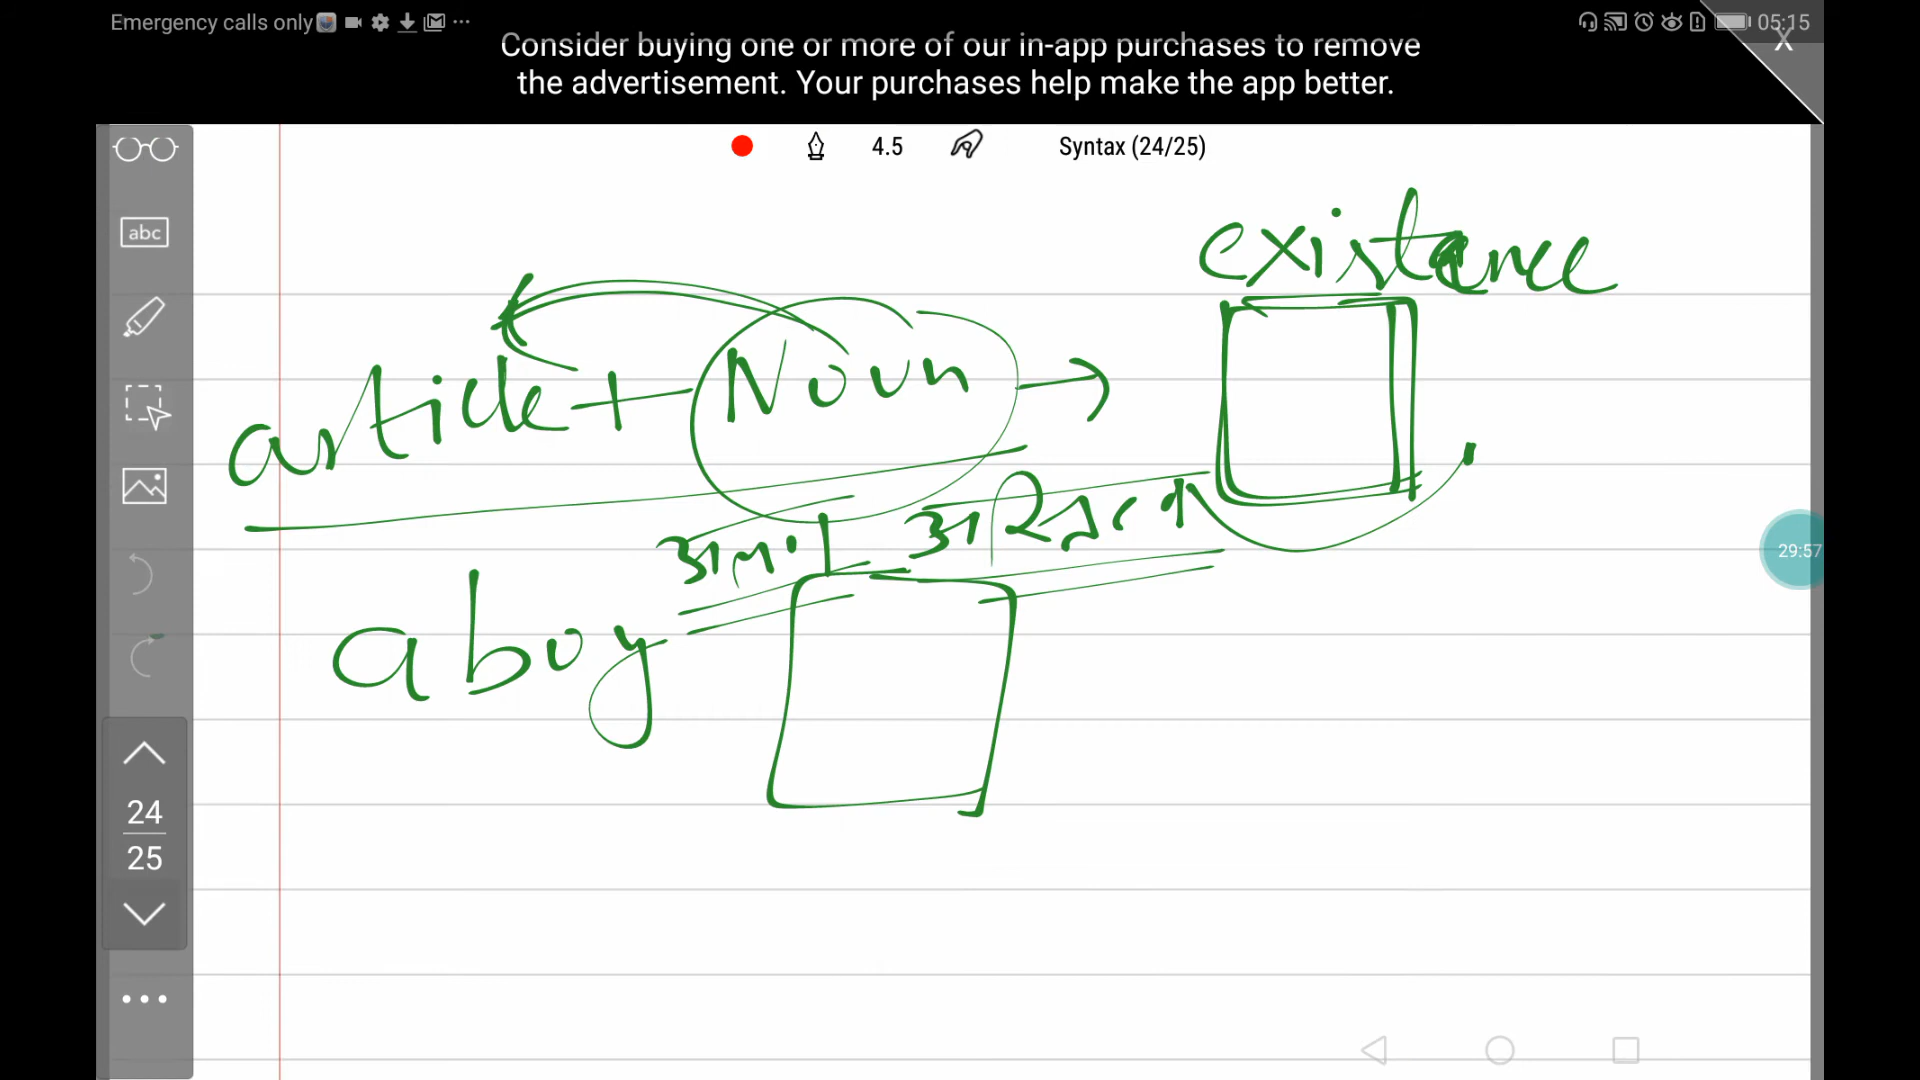 Emergency calls only
05:15
Consider buying one or more of our in-app purchases to remove
the advertisement. Your purchases help make the app better.
X
4.5
Syntax (24/25)
abc
existance
article + Noun →
29:57
a boy
24
25